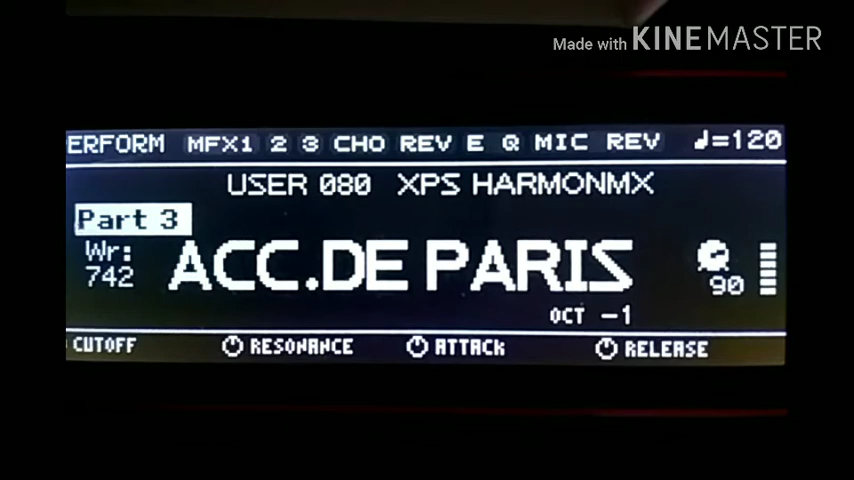 Made with KINEMASTER
ERFORM MFX1 2 3 CHO REV E Q MIC REV ♩=120
USER 080 XPS HARMONMX
Part 3
Wr:
742
ACC.DE PARIS
90
OCT -1
CUTOFF RESONANCE ATTACK RELEASE